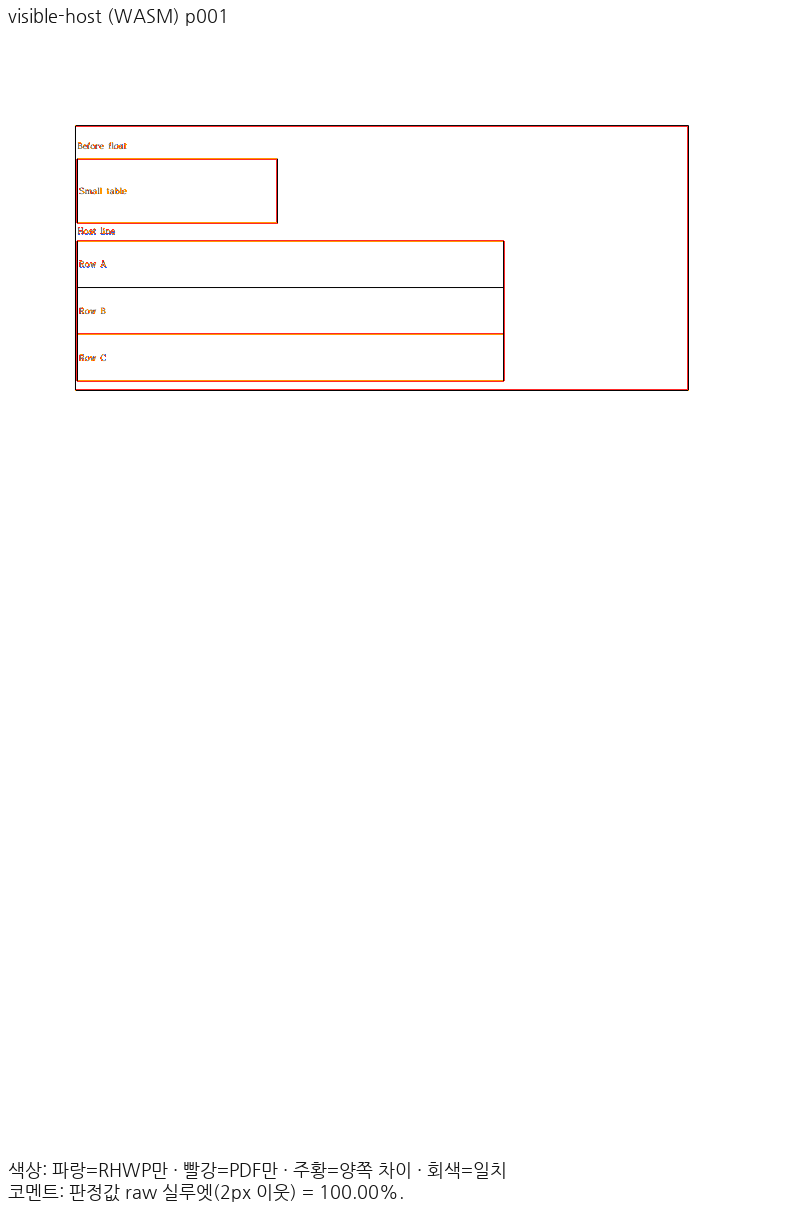 visible-host (WASM) p001
Before float
Small table
Host line
Row A
Row B
Row C
색상: 파랑=RHWP만 · 빨강=PDF만 · 주황=양쪽 차이 · 회색=일치
코멘트: 판정값 raw 실루엣(2px 이웃) = 100.00%.